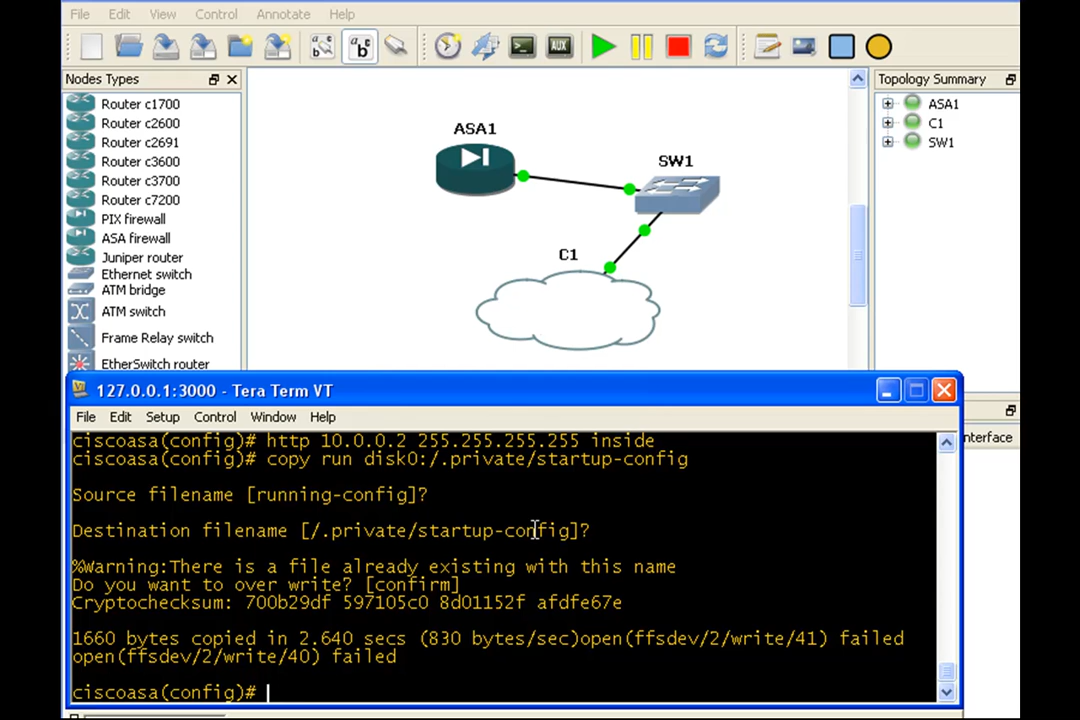 File Edit View Control Annotate Help
AUX
Nodes Types
Router c1700
Router c2600
Router c2691
Router c3600
Router c3700
Router c7200
PIX firewall
ASA firewall
Juniper router
Ethernet switch
ATM bridge
ATM switch
Frame Relay switch
EtherSwitch router
ASA1
SW1
C1
Topology Summary
ASA1
C1
SW1
nterface
127.0.0.1:3000 - Tera Term VT
File Edit Setup Control Window Help
ciscoasa(config)# http 10.0.0.2 255.255.255.255 inside
ciscoasa(config)# copy run disk0:/.private/startup-config
Source filename [running-config]?
Destination filename [/.private/startup-config]?
%Warning:There is a file already existing with this name
Do you want to over write? [confirm]
Cryptochecksum: 700b29df 597105c0 8d01152f afdfe67e
1660 bytes copied in 2.640 secs (830 bytes/sec)open(ffsdev/2/write/41) failed
open(ffsdev/2/write/40) failed
ciscoasa(config)#